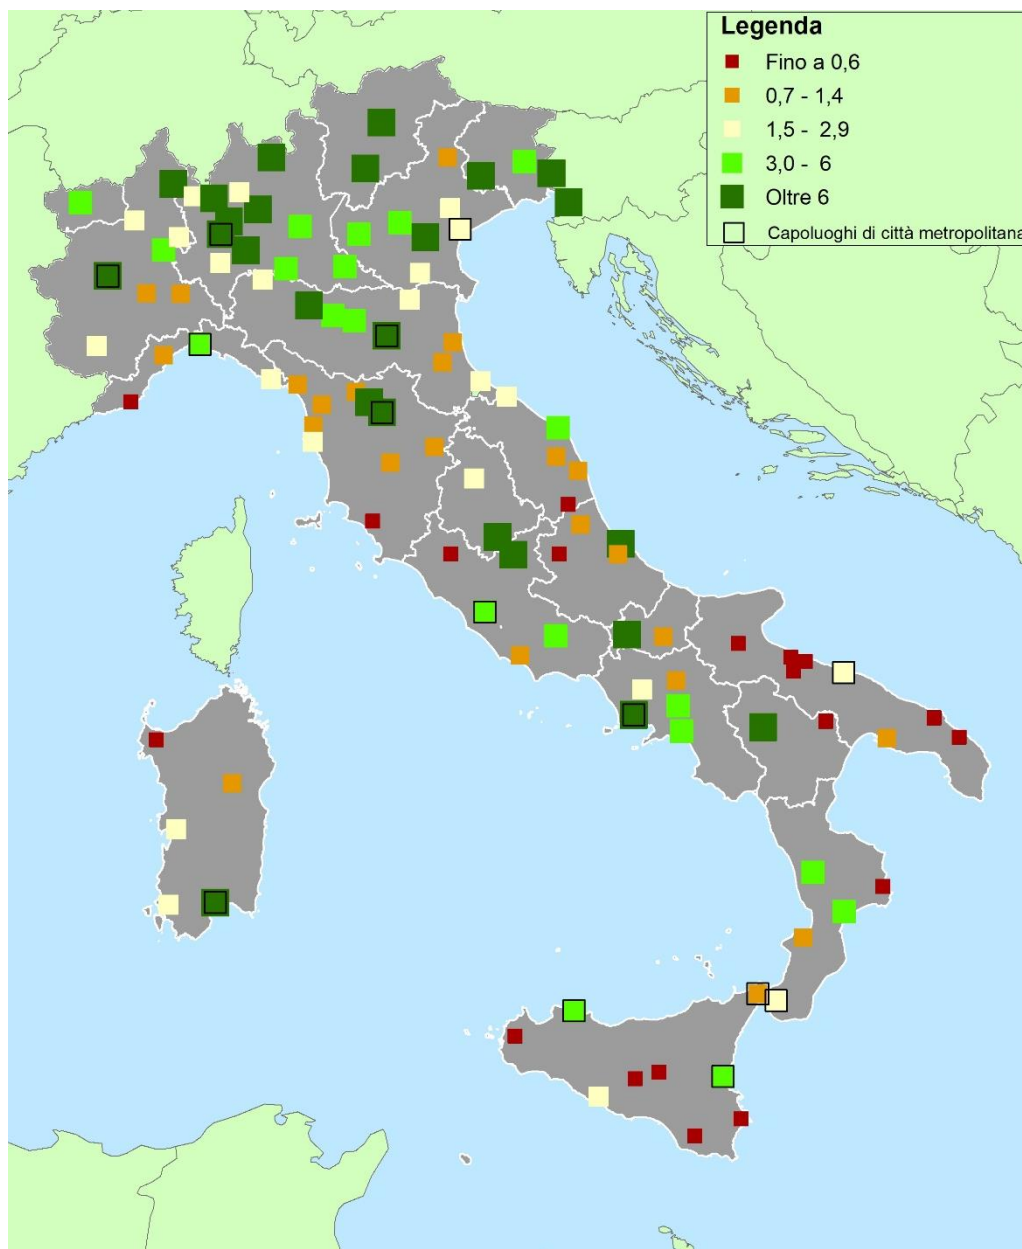 Legenda
Fino a 0,6
0,7 - 1,4
1,5 - 2,9
3,0 - 6
Oltre 6
Capoluoghi di città metropolitana